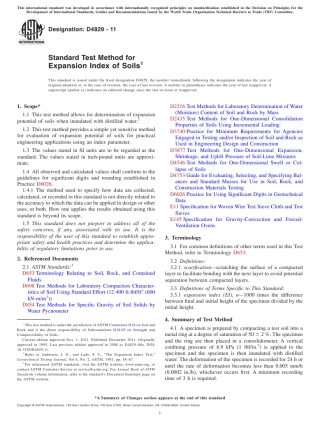 This international standard was developed in accordance with internationally recognized principles on standardization established in the Decision on Principles for the
Development of International Standards, Guides and Recommendations issued by the World Trade Organization Technical Barriers to Trade (TBT) Committee.
Designation: D4829 − 11
Standard Test Method for
Expansion Index of Soils¹
This standard is issued under the fixed designation D4829; the number immediately following the designation indicates the year of
original adoption or, in the case of revision, the year of last revision. A number in parentheses indicates the year of last reapproval. A
superscript epsilon (ε) indicates an editorial change since the last revision or reapproval.
1. Scope*
1.1 This test method allows for determination of expansion
potential of soils when inundated with distilled water.²
1.2 This test method provides a simple yet sensitive method
for evaluation of expansion potential of soils for practical
engineering applications using an index parameter.
1.3 The values stated in SI units are to be regarded as the
standard. The values stated in inch-pound units are approxi-
mate.
1.4 All observed and calculated values shall conform to the
guidelines for significant digits and rounding established in
Practice D6026.
1.4.1 The method used to specify how data are collected,
calculated, or recorded in this standard is not directly related to
the accuracy to which the data can be applied in design or other
uses, or both. How one applies the results obtained using this
standard is beyond its scope.
1.5 This standard does not purport to address all of the
safety concerns, if any, associated with its use. It is the
responsibility of the user of this standard to establish appro-
priate safety and health practices and determine the applica-
bility of regulatory limitations prior to use.
2. Referenced Documents
2.1 ASTM Standards:³
D653 Terminology Relating to Soil, Rock, and Contained
Fluids
D698 Test Methods for Laboratory Compaction Character-
istics of Soil Using Standard Effort (12 400 ft-lbf/ft³ (600
kN-m/m³))
D854 Test Methods for Specific Gravity of Soil Solids by
Water Pycnometer
¹ This test method is under the jurisdiction of ASTM Committee D18 on Soil and
Rock and is the direct responsibility of Subcommittee D18.05 on Strength and
Compressibility of Soils.
Current edition approved Nov. 1, 2011. Published December 2011. Originally
approved in 1988. Last previous edition approved in 2008 as D4829–08a. DOI:
10.1520/D4829-11.
² Refer to Anderson, J. N., and Lade, P. V., "The Expansion Index Test,"
Geotechnical Testing Journal, Vol 4, No. 2, ASTM, 1981, pp. 58–67.
³ For referenced ASTM standards, visit the ASTM website, www.astm.org, or
contact ASTM Customer Service at service@astm.org. For Annual Book of ASTM
Standards volume information, refer to the standard's Document Summary page on
the ASTM website.
D2216 Test Methods for Laboratory Determination of Water
(Moisture) Content of Soil and Rock by Mass
D2435 Test Methods for One-Dimensional Consolidation
Properties of Soils Using Incremental Loading
D3740 Practice for Minimum Requirements for Agencies
Engaged in Testing and/or Inspection of Soil and Rock as
Used in Engineering Design and Construction
D3877 Test Methods for One-Dimensional Expansion,
Shrinkage, and Uplift Pressure of Soil-Lime Mixtures
D4546 Test Methods for One-Dimensional Swell or Col-
lapse of Soils
D4753 Guide for Evaluating, Selecting, and Specifying Bal-
ances and Standard Masses for Use in Soil, Rock, and
Construction Materials Testing
D6026 Practice for Using Significant Digits in Geotechnical
Data
E11 Specification for Woven Wire Test Sieve Cloth and Test
Sieves
E145 Specification for Gravity-Convection and Forced-
Ventilation Ovens
3. Terminology
3.1 For common definitions of other terms used in this Test
Method, refer to Terminology D653.
3.2 Definitions:
3.2.1 scarification—scratching the surface of a compacted
layer to facilitate bonding with the next layer to avoid potential
separation between compacted layers.
3.3 Definitions of Terms Specific to This Standard:
3.3.1 expansion index (EI), n—1000 times the difference
between final and initial height of the specimen divided by the
initial height.
4. Summary of Test Method
4.1 A specimen is prepared by compacting a test soil into a
metal ring at a degree of saturation of 50 ± 2 %. The specimen
and the ring are then placed in a consolidometer. A vertical
confining pressure of 6.9 kPa (1 lbf/in.²) is applied to the
specimen and the specimen is then inundated with distilled
water. The deformation of the specimen is recorded for 24 h or
until the rate of deformation becomes less than 0.005 mm/h
(0.0002 in./h), whichever occurs first. A minimum recording
time of 3 h is required.
*A Summary of Changes section appears at the end of this standard
Copyright © ASTM International, 100 Barr Harbor Drive, PO Box C700, West Conshohocken, PA 19428-2959. United States
1